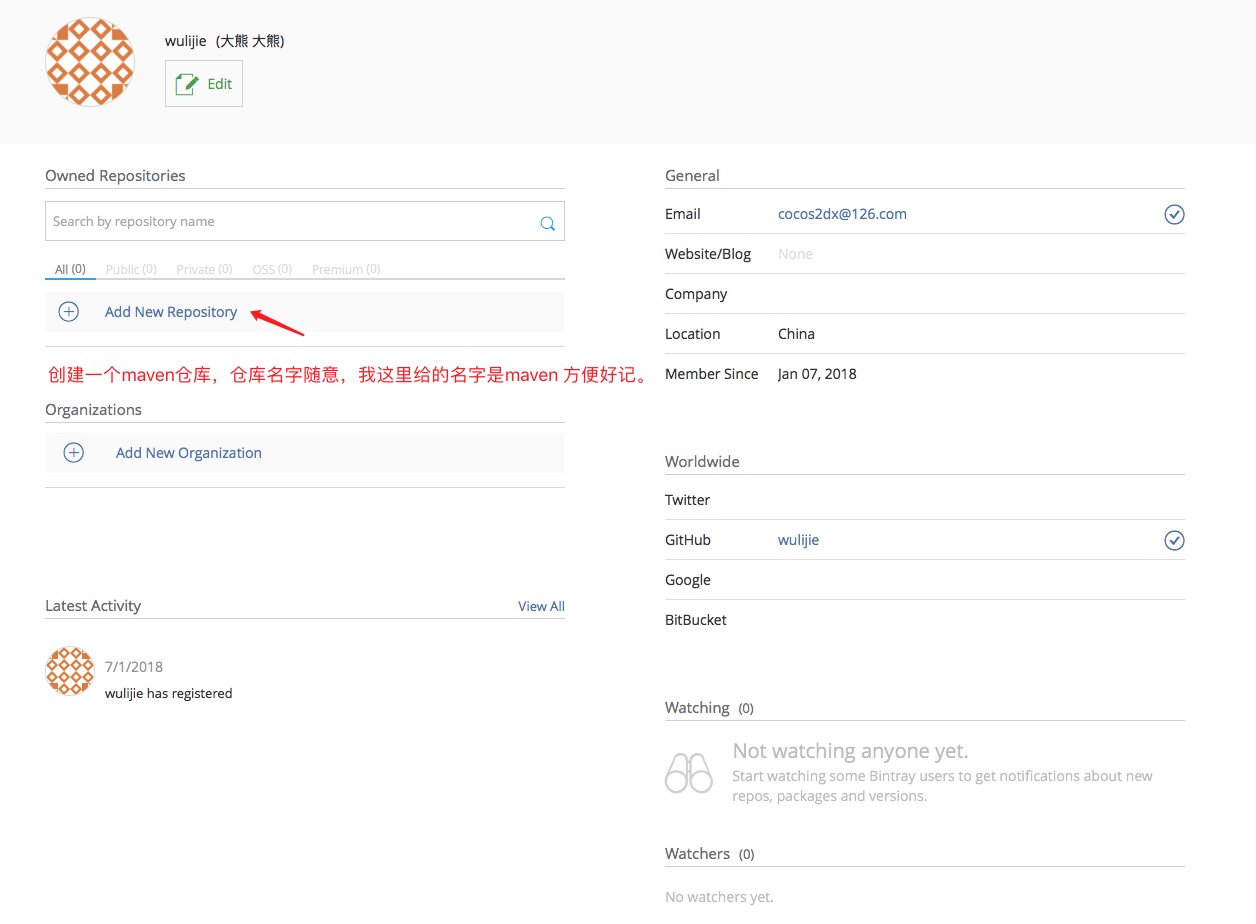 wulijie (大熊 大熊)
Edit
Owned Repositories
Search by repository name
All (0) Public (0) Private (0) OSS (0) Premium (0)
Add New Repository
创建一个maven仓库，仓库名字随意，我这里给的名字是maven 方便好记。
Organizations
Add New Organization
Latest Activity View All
7/1/2018
wulijie has registered
General
Email cocos2dx@126.com
Website/Blog None
Company
Location China
Member Since Jan 07, 2018
Worldwide
Twitter
GitHub wulijie
Google
BitBucket
Watching (0)
Not watching anyone yet.
Start watching some Bintray users to get notifications about new
repos, packages and versions.
Watchers (0)
No watchers yet.